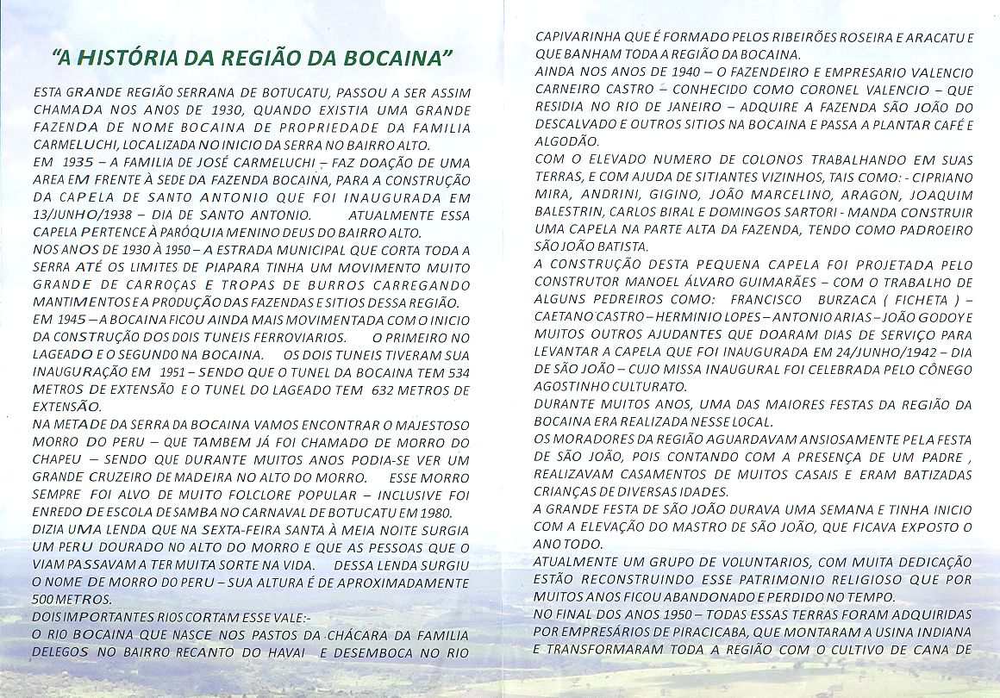 “A HISTÓRIA DA REGIÃO DA BOCAINA”
ESTA GRANDE REGIÃO SERRANA DE BOTUCATU, PASSOU A SER ASSIM
CHAMADA NOS ANOS DE 1930, QUANDO EXISTIA UMA GRANDE
FAZENDA DE NOME BOCAINA DE PROPRIEDADE DA FAMILIA
CARMELUCHI, LOCALIZADA NO INICIO DA SERRA NO BAIRRO ALTO.
EM 1935 – A FAMILIA DE JOSÉ CARMELUCHI – FAZ DOAÇÃO DE UMA
AREA EM FRENTE À SEDE DA FAZENDA BOCAINA, PARA A CONSTRUÇÃO
DA CAPELA DE SANTO ANTONIO QUE FOI INAUGURADA EM
13/JUNHO/1938 – DIA DE SANTO ANTONIO. ATUALMENTE ESSA
CAPELA PERTENCE À PARÓQUIA MENINO DEUS DO BAIRRO ALTO.
NOS ANOS DE 1930 À 1950 – A ESTRADA MUNICIPAL QUE CORTA TODA A
SERRA ATÉ OS LIMITES DE PIAPARA TINHA UM MOVIMENTO MUITO
GRANDE DE CARROÇAS E TROPAS DE BURROS CARREGANDO
MANTIMENTOS E A PRODUÇÃO DAS FAZENDAS E SITIOS DESSA REGIÃO.
EM 1945 – A BOCAINA FICOU AINDA MAIS MOVIMENTADA COM O INICIO
DA CONSTRUÇÃO DOS DOIS TUNEIS FERROVIARIOS. O PRIMEIRO NO
LAGEADO E O SEGUNDO NA BOCAINA. OS DOIS TUNEIS TIVERAM SUA
INAUGURAÇÃO EM 1951 – SENDO QUE O TUNEL DA BOCAINA TEM 534
METROS DE EXTENSÃO E O TUNEL DO LAGEADO TEM 632 METROS DE
EXTENSÃO.
NA METADE DA SERRA DA BOCAINA VAMOS ENCONTRAR O MAJESTOSO
MORRO DO PERU – QUE TAMBEM JÁ FOI CHAMADO DE MORRO DO
CHAPEU – SENDO QUE DURANTE MUITOS ANOS PODIA-SE VER UM
GRANDE CRUZEIRO DE MADEIRA NO ALTO DO MORRO. ESSE MORRO
SEMPRE FOI ALVO DE MUITO FOLCLORE POPULAR – INCLUSIVE FOI
ENREDO DE ESCOLA DE SAMBA NO CARNAVAL DE BOTUCATU EM 1980.
DIZIA UMA LENDA QUE NA SEXTA-FEIRA SANTA À MEIA NOITE SURGIA
UM PERU DOURADO NO ALTO DO MORRO E QUE AS PESSOAS QUE O
VIAM PASSAVAM A TER MUITA SORTE NA VIDA. DESSA LENDA SURGIU
O NOME DE MORRO DO PERU – SUA ALTURA É DE APROXIMADAMENTE
500 METROS.
DOIS IMPORTANTES RIOS CORTAM ESSE VALE:-
O RIO BOCAINA QUE NASCE NOS PASTOS DA CHÁCARA DA FAMILIA
DELEGOS NO BAIRRO RECANTO DO HAVAI E DESEMBOCA NO RIO
CAPIVARINHA QUE É FORMADO PELOS RIBEIRÕES ROSEIRA E ARACATU E
QUE BANHAM TODA A REGIÃO DA BOCAINA.
AINDA NOS ANOS DE 1940 – O FAZENDEIRO E EMPRESARIO VALENCIO
CARNEIRO CASTRO – CONHECIDO COMO CORONEL VALENCIO – QUE
RESIDIA NO RIO DE JANEIRO – ADQUIRE A FAZENDA SÃO JOÃO DO
DESCALVADO E OUTROS SITIOS NA BOCAINA E PASSA A PLANTAR CAFÉ E
ALGODÃO.
COM O ELEVADO NUMERO DE COLONOS TRABALHANDO EM SUAS
TERRAS, E COM AJUDA DE SITIANTES VIZINHOS, TAIS COMO: - CIPRIANO
MIRA, ANDRINI, GIGINO, JOÃO MARCELINO, ARAGON, JOAQUIM
BALESTRIN, CARLOS BIRAL E DOMINGOS SARTORI - MANDA CONSTRUIR
UMA CAPELA NA PARTE ALTA DA FAZENDA, TENDO COMO PADROEIRO
SÃO JOÃO BATISTA.
A CONSTRUÇÃO DESTA PEQUENA CAPELA FOI PROJETADA PELO
CONSTRUTOR MANOEL ÁLVARO GUIMARÃES – COM O TRABALHO DE
ALGUNS PEDREIROS COMO: FRANCISCO BURZACA ( FICHETA ) –
CAETANO CASTRO – HERMINIO LOPES – ANTONIO ARIAS – JOÃO GODOY E
MUITOS OUTROS AJUDANTES QUE DOARAM DIAS DE SERVIÇO PARA
LEVANTAR A CAPELA QUE FOI INAUGURADA EM 24/JUNHO/1942 – DIA
DE SÃO JOÃO – CUJO MISSA INAUGURAL FOI CELEBRADA PELO CÔNEGO
AGOSTINHO CULTURATO.
DURANTE MUITOS ANOS, UMA DAS MAIORES FESTAS DA REGIÃO DA
BOCAINA ERA REALIZADA NESSE LOCAL.
OS MORADORES DA REGIÃO AGUARDAVAM ANSIOSAMENTE PELA FESTA
DE SÃO JOÃO, POIS CONTANDO COM A PRESENÇA DE UM PADRE ,
REALIZAVAM CASAMENTOS DE MUITOS CASAIS E ERAM BATIZADAS
CRIANÇAS DE DIVERSAS IDADES.
A GRANDE FESTA DE SÃO JOÃO DURAVA UMA SEMANA E TINHA INICIO
COM A ELEVAÇÃO DO MASTRO DE SÃO JOÃO, QUE FICAVA EXPOSTO O
ANO TODO.
ATUALMENTE UM GRUPO DE VOLUNTARIOS, COM MUITA DEDICAÇÃO
ESTÃO RECONSTRUINDO ESSE PATRIMONIO RELIGIOSO QUE POR
MUITOS ANOS FICOU ABANDONADO E PERDIDO NO TEMPO.
NO FINAL DOS ANOS 1950 – TODAS ESSAS TERRAS FORAM ADQUIRIDAS
POR EMPRESÁRIOS DE PIRACICABA, QUE MONTARAM A USINA INDIANA
E TRANSFORMARAM TODA A REGIÃO COM O CULTIVO DE CANA DE